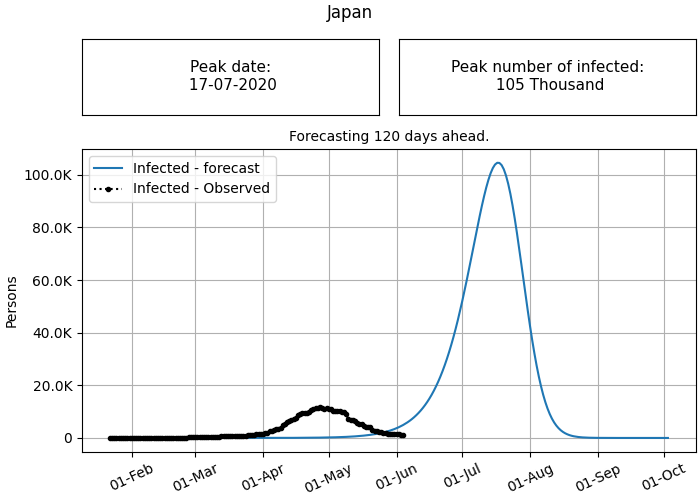 Japan
Peak date:
17-07-2020
Peak number of infected:
105 Thousand
Forecasting 120 days ahead.
Infected - forecast
Infected - Observed
100.0K
80.0K
60.0K
40.0K
20.0K
0
Persons
01-Feb
01-Mar
01-Apr
01-May
01-Jun
01-Jul
01-Aug
01-Sep
01-Oct